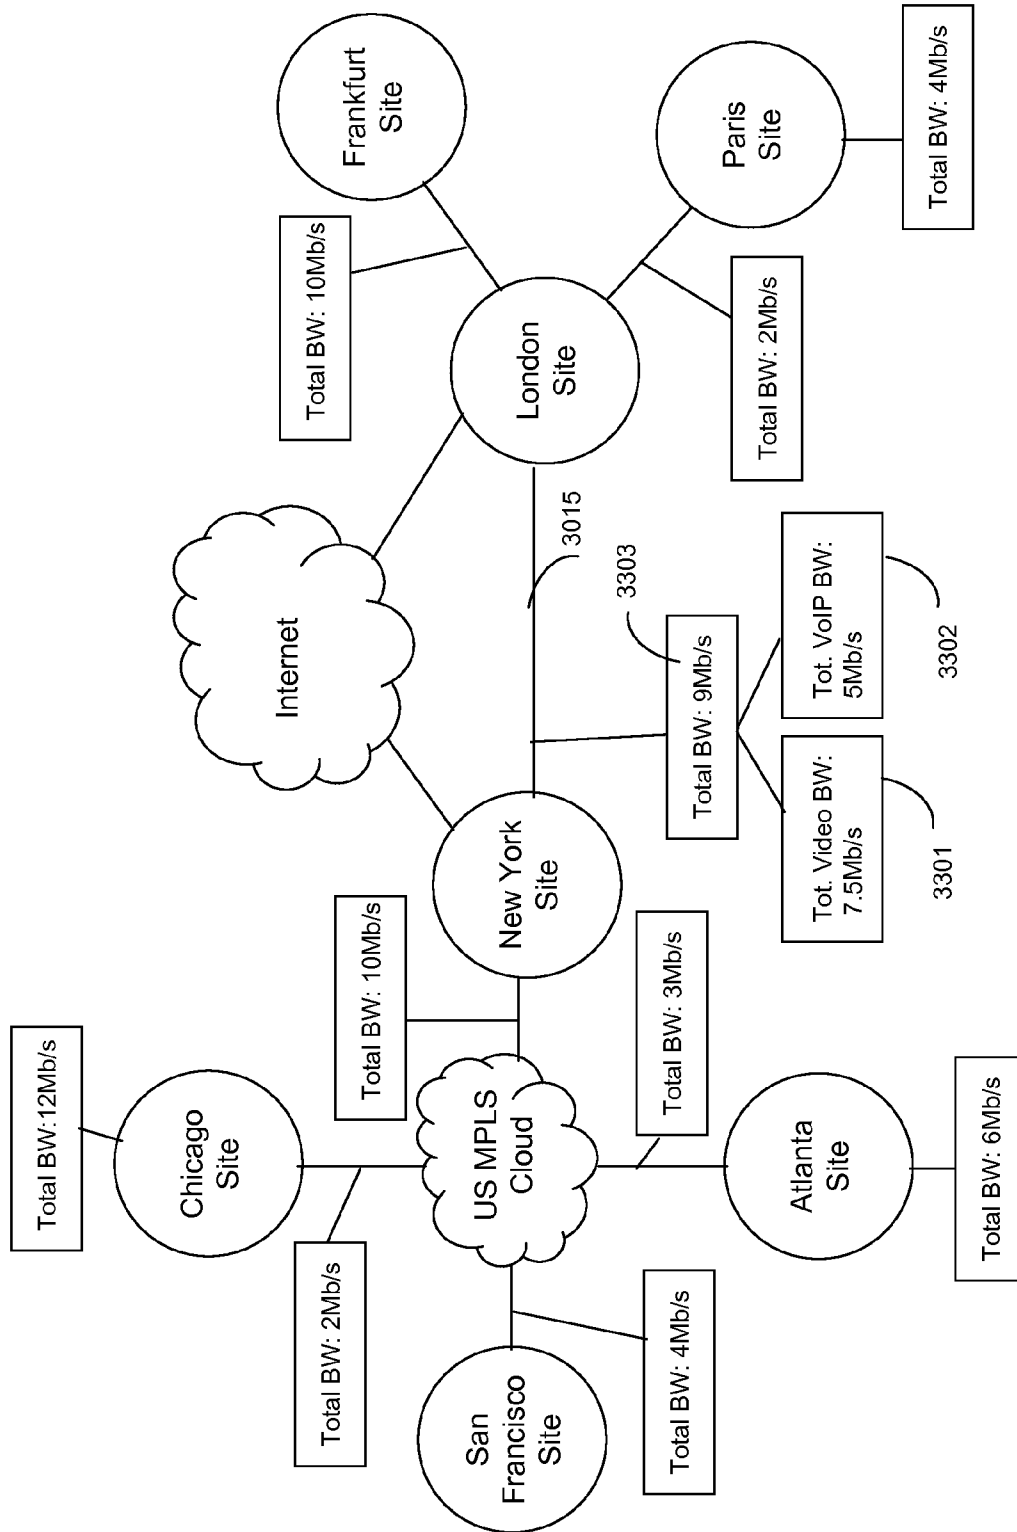 Total BW:12Mb/s
Chicago
Site
Total BW: 2Mb/s
Total BW: 10Mb/s
San
Francisco
Site
US MPLS
Cloud
Total BW: 4Mb/s
Total BW: 3Mb/s
Atlanta
Site
Total BW: 6Mb/s
New York
Site
Internet
3015
3303
Total BW: 9Mb/s
Tot. Video BW:
7.5Mb/s
3301
Tot. VoIP BW:
5Mb/s
3302
London
Site
Total BW: 10Mb/s
Frankfurt
Site
Total BW: 2Mb/s
Paris
Site
Total BW: 4Mb/s